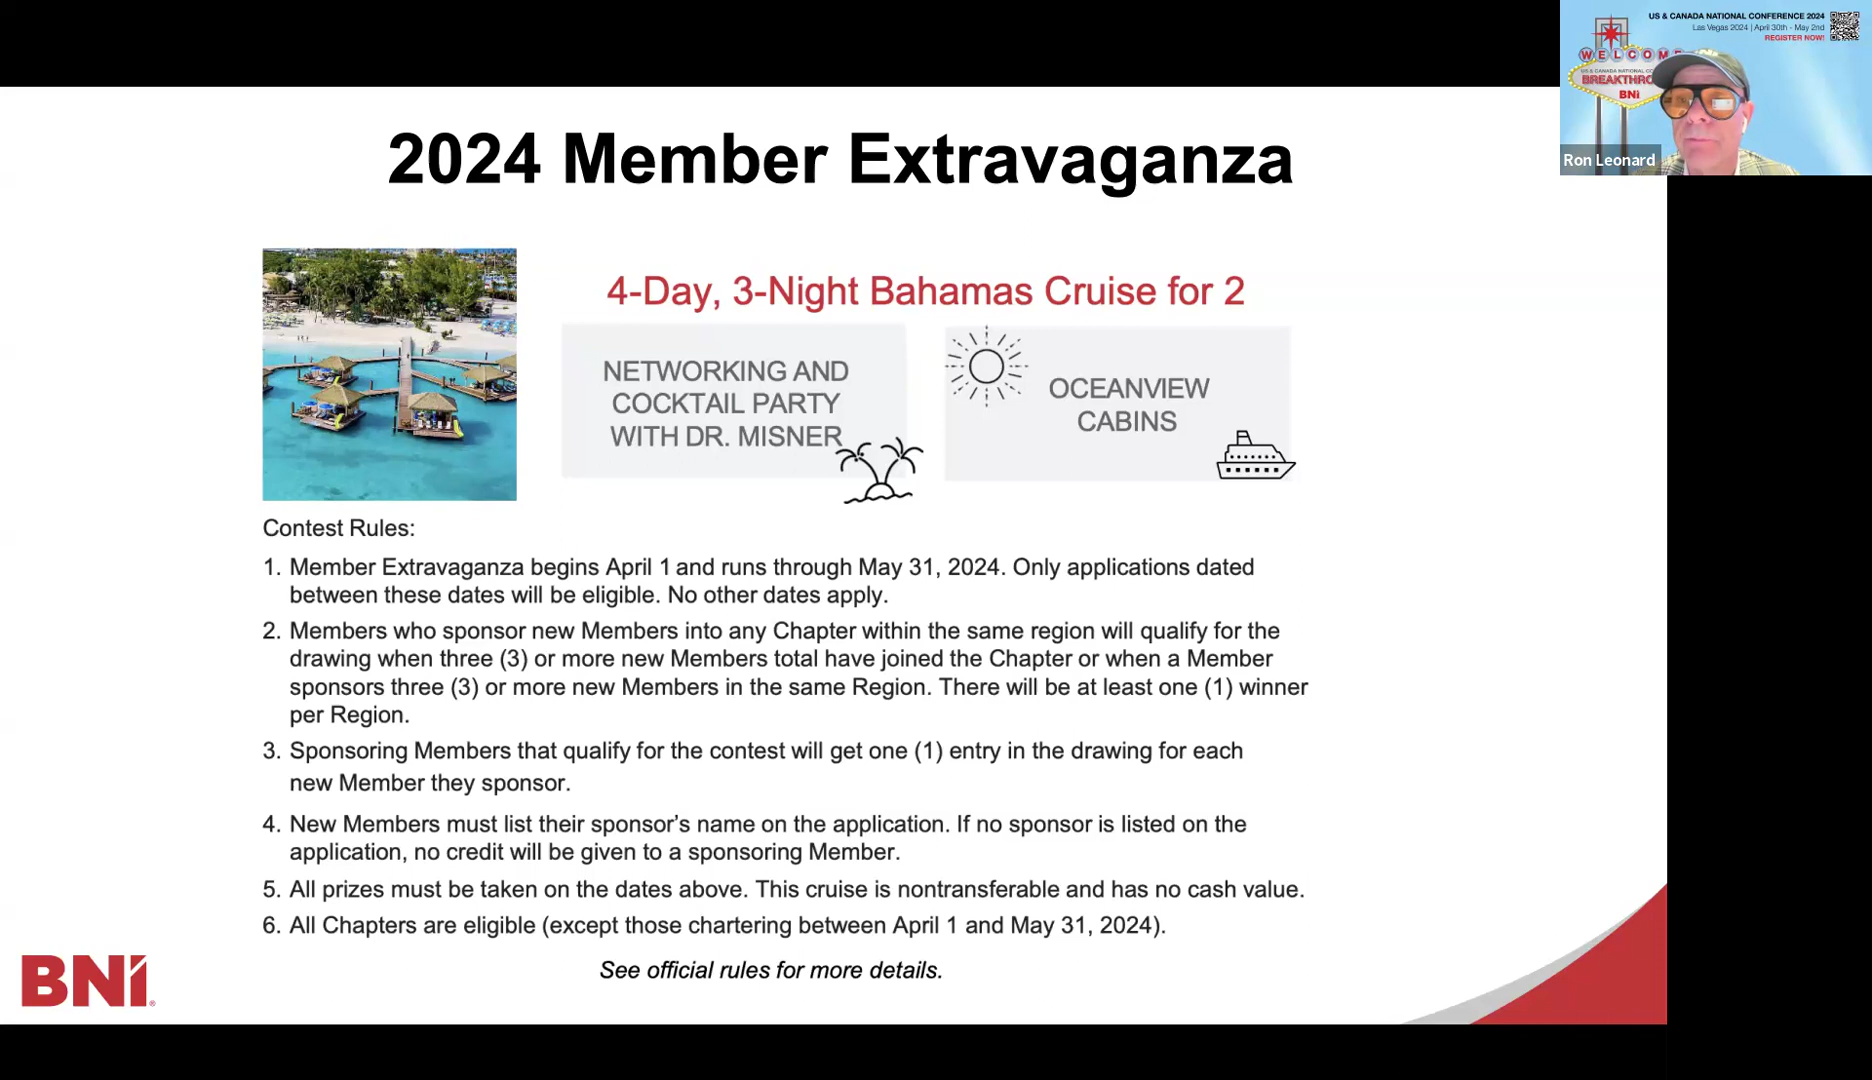 US & CANADA NATIONAL CONFERENCE 2024
Las Vegas 2024 | April 30th - May 2nd
REGISTER NOW!
WELCOM
US & CANADA NATIONAL CO
BREAKTHRO
BNi
Ron Leonard
2024 Member Extravaganza
4-Day, 3-Night Bahamas Cruise for 2
NETWORKING AND
COCKTAIL PARTY
WITH DR. MISNER
OCEANVIEW
CABINS
Contest Rules:
1. Member Extravaganza begins April 1 and runs through May 31, 2024. Only applications dated
between these dates will be eligible. No other dates apply.
2. Members who sponsor new Members into any Chapter within the same region will qualify for the
drawing when three (3) or more new Members total have joined the Chapter or when a Member
sponsors three (3) or more new Members in the same Region. There will be at least one (1) winner
per Region.
3. Sponsoring Members that qualify for the contest will get one (1) entry in the drawing for each
new Member they sponsor.
4. New Members must list their sponsor’s name on the application. If no sponsor is listed on the
application, no credit will be given to a sponsoring Member.
5. All prizes must be taken on the dates above. This cruise is nontransferable and has no cash value.
6. All Chapters are eligible (except those chartering between April 1 and May 31, 2024).
See official rules for more details.
BNi®